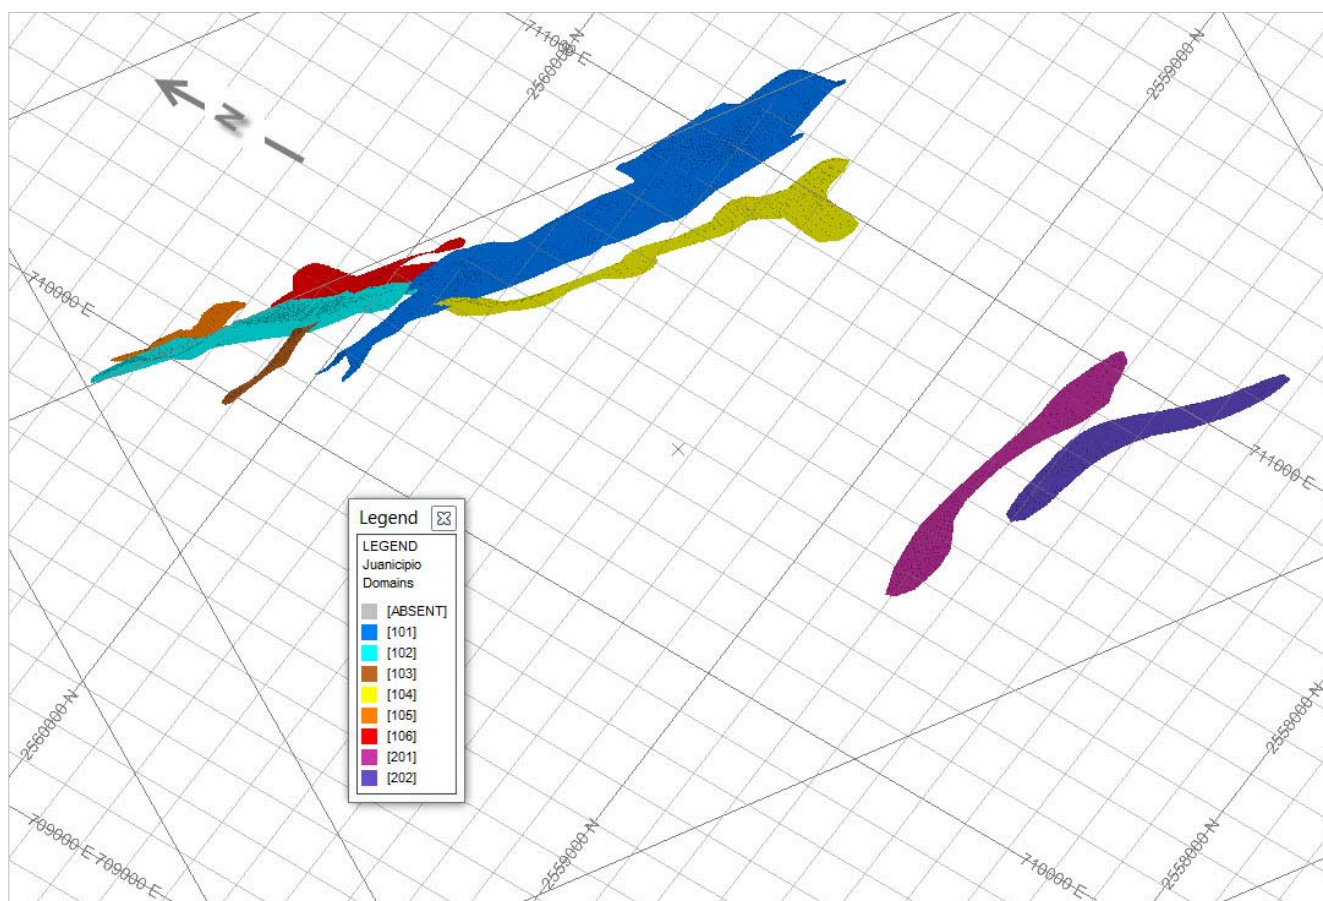 711000 E
2560000 N
2559000 N
N
710000 E
711000 E
Legend
LEGEND
Juanicipio
Domains
[ABSENT]
[101]
[102]
[103]
[104]
[105]
[106]
[201]
[202]
2560000 N
2558000 N
709000 E
709000 E
2559000 N
710000 E
2558000 N